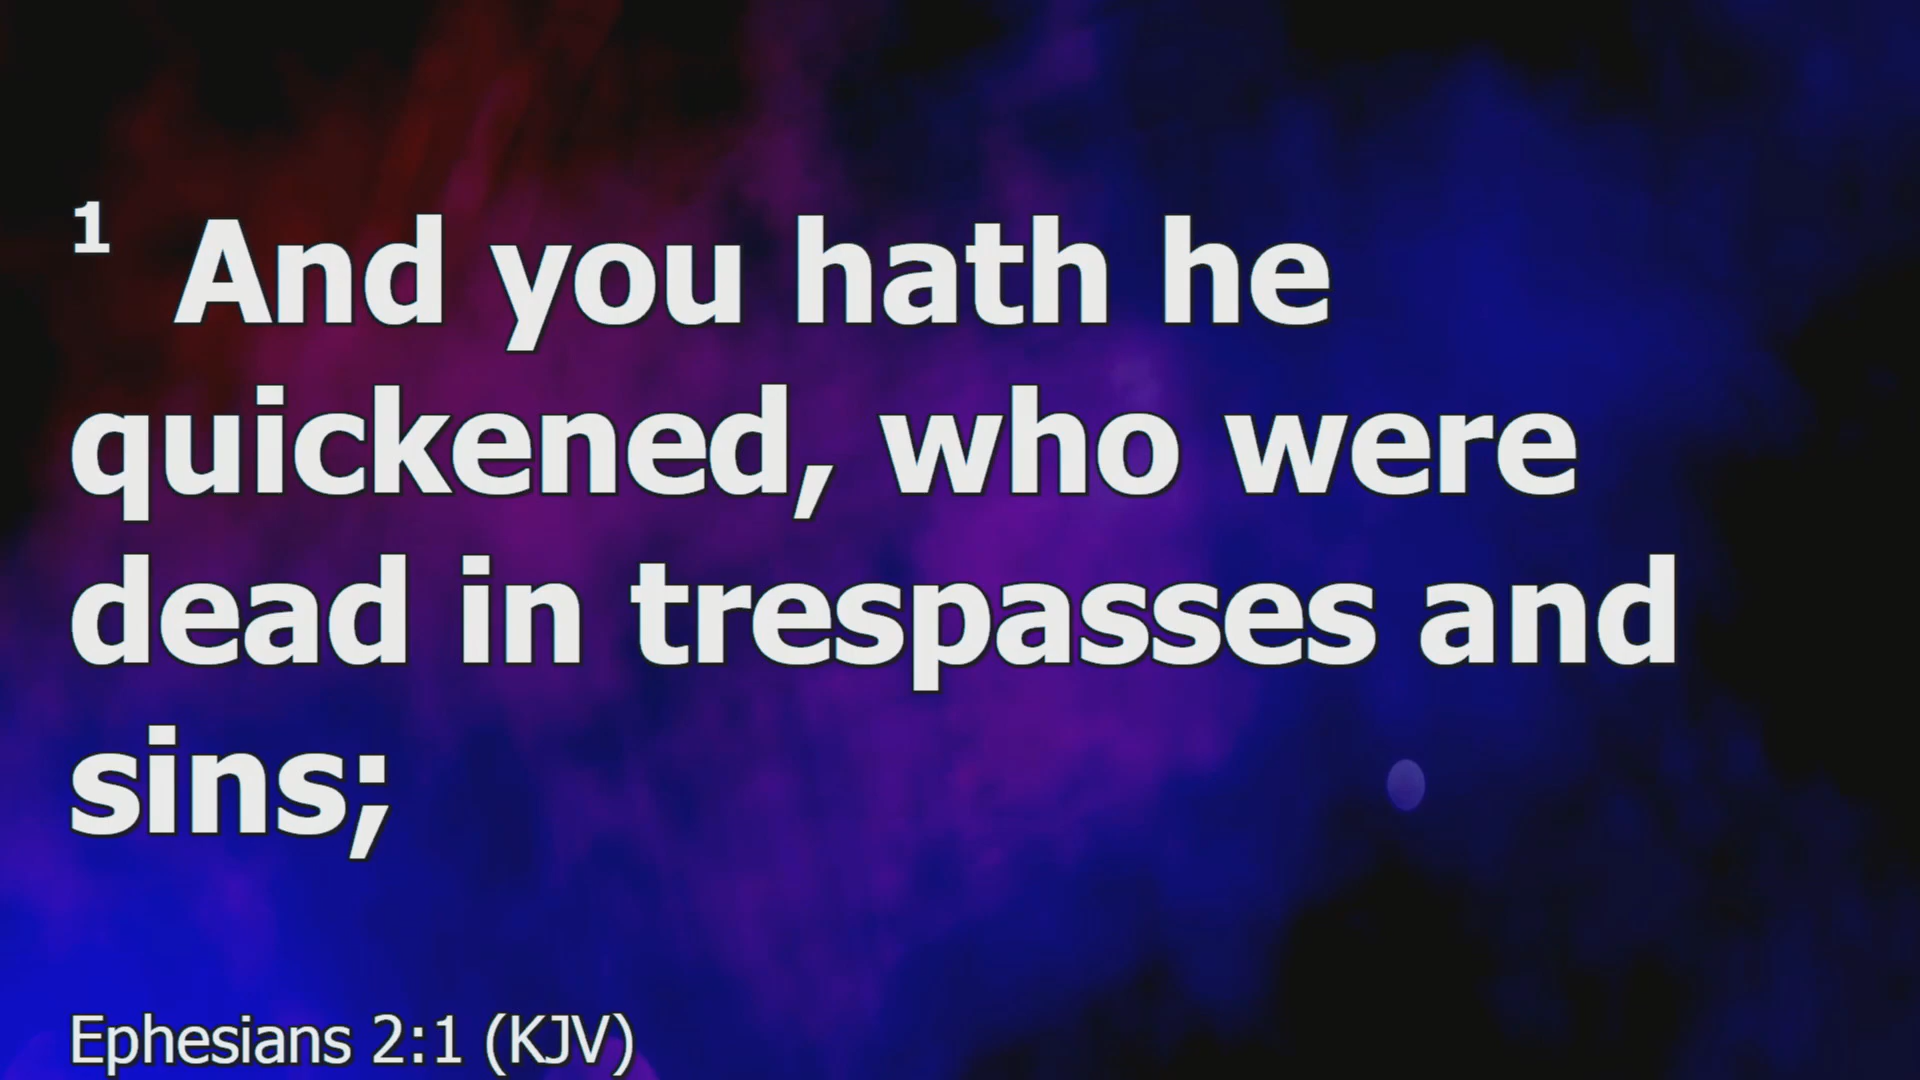 1 And you hath he
quickened, who were
dead in trespasses and
sins;
Ephesians 2:1 (KJV)